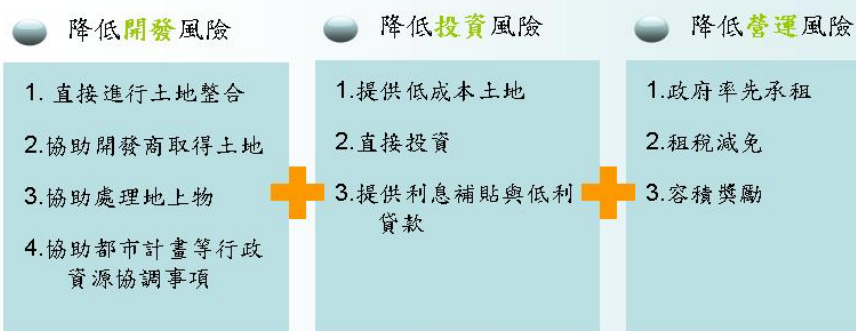 降低開發風險
1. 直接進行土地整合
2.協助開發商取得土地
3.協助處理地上物
4.協助都市計畫等行政
資源協調事項
降低投資風險
1.提供低成本土地
2.直接投資
3.提供利息補貼與低利
貸款
降低營運風險
1.政府率先承租
2.租稅減免
3.容積獎勵